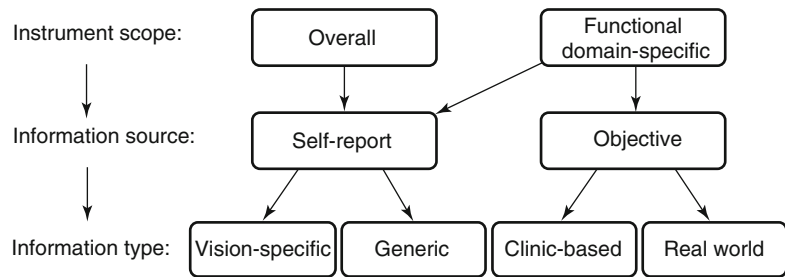 Instrument scope:
Overall
Functional
domain-specific
Information source:
Self-report
Objective
Information type:
Vision-specific
Generic
Clinic-based
Real world